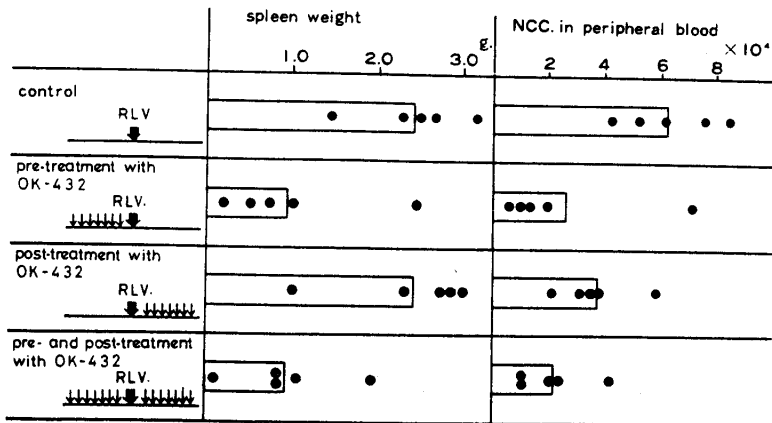 spleen weight
NCC. in peripheral blood
1.0 2.0 3.0 g.
2 4 6 8 ×10⁴
control
RLV
pre-treatment with
OK-432
RLV.
post-treatment with
OK-432
RLV.
pre- and post-treatment
with OK-432
RLV.